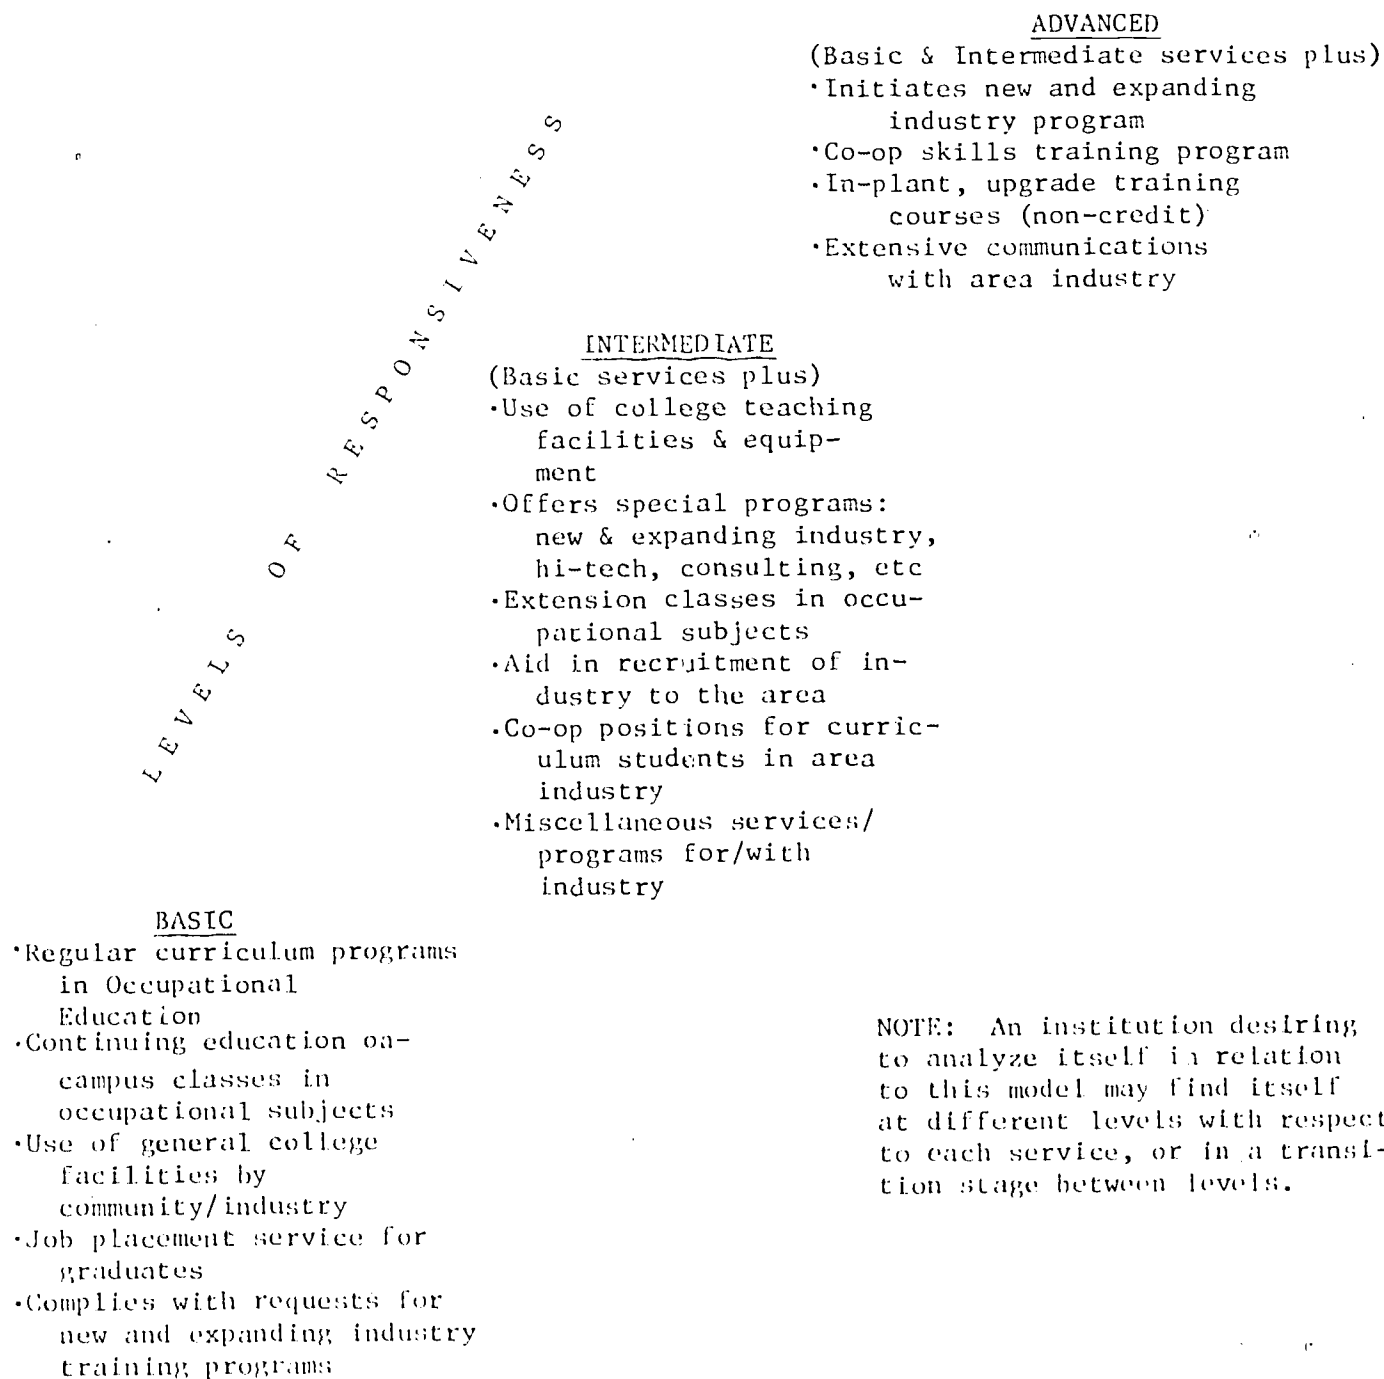 ADVANCED
(Basic & Intermediate services plus)
·Initiates new and expanding
industry program
·Co-op skills training program
·In-plant, upgrade training
courses (non-credit)
·Extensive communications
with area industry
LEVELS OF RESPONSIVENESS
INTERMEDIATE
(Basic services plus)
·Use of college teaching
facilities & equip-
ment
·Offers special programs:
new & expanding industry,
hi-tech, consulting, etc
·Extension classes in occu-
pational subjects
·Aid in recruitment of in-
dustry to the area
·Co-op positions for curric-
ulum students in area
industry
·Miscellaneous services/
programs for/with
industry
BASIC
·Regular curriculum programs
in Occupational
Education
·Continuing education on-
campus classes in
occupational subjects
·Use of general college
facilities by
community/industry
·Job placement service for
graduates
·Complies with requests for
new and expanding industry
training programs
NOTE: An institution desiring
to analyze itself in relation
to this model may find itself
at different levels with respect
to each service, or in a transi-
tion stage between levels.